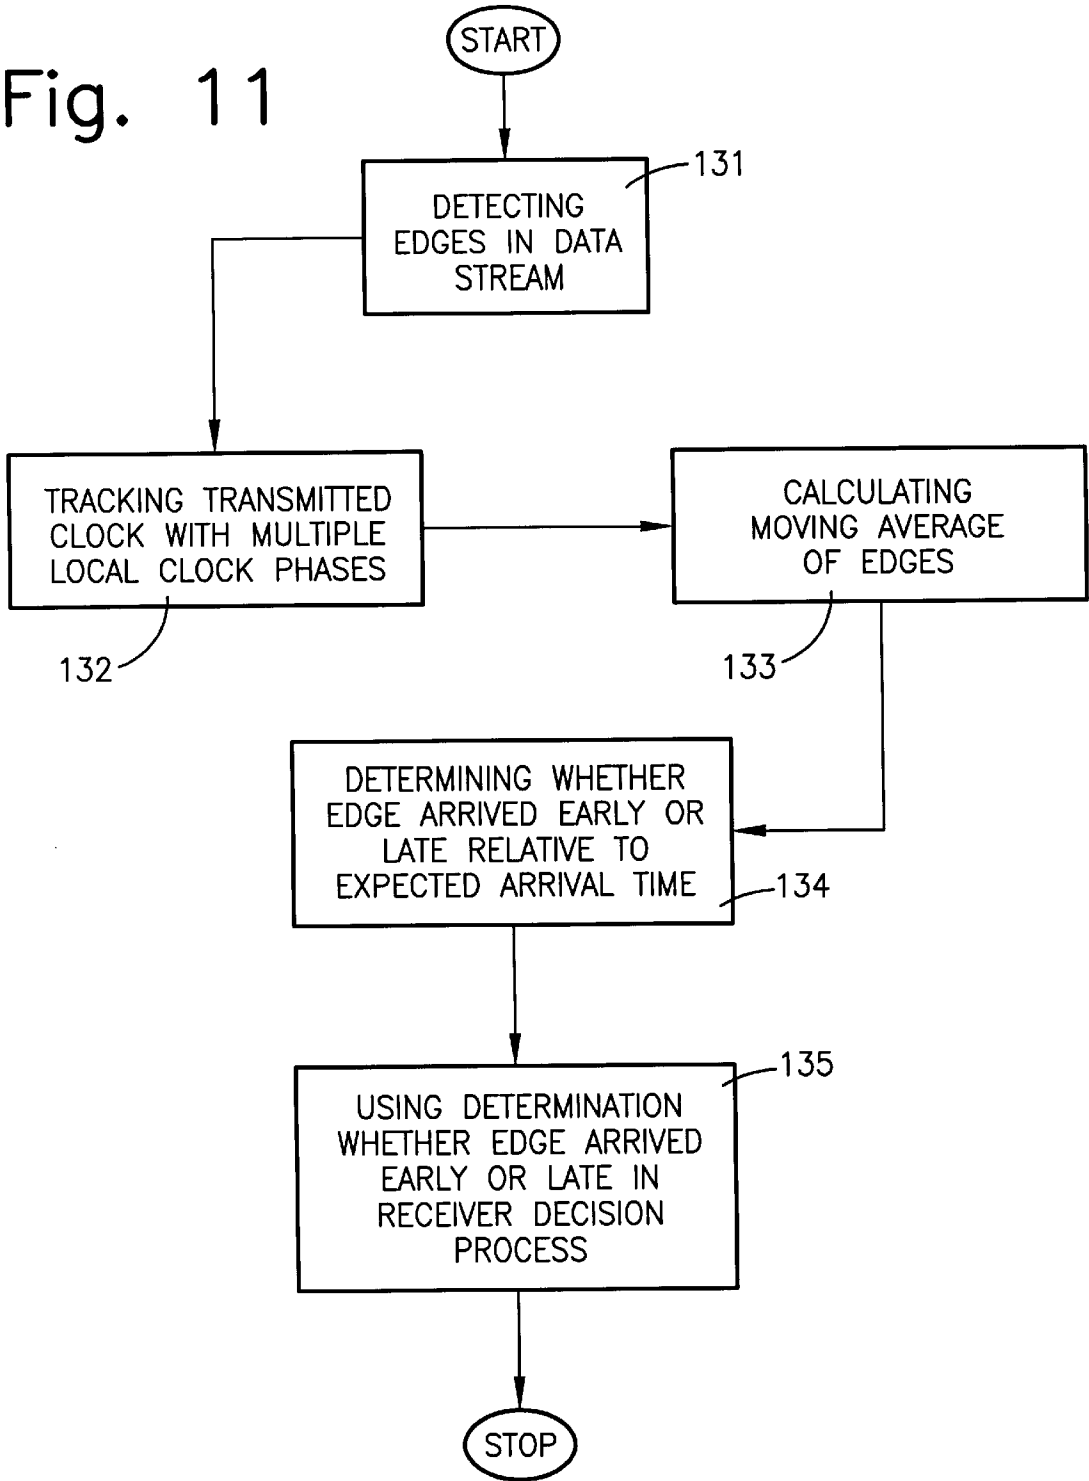 START
Fig. 11
131
DETECTING
EDGES IN DATA
STREAM
TRACKING TRANSMITTED
CLOCK WITH MULTIPLE
LOCAL CLOCK PHASES
132
CALCULATING
MOVING AVERAGE
OF EDGES
133
DETERMINING WHETHER
EDGE ARRIVED EARLY OR
LATE RELATIVE TO
EXPECTED ARRIVAL TIME
134
135
USING DETERMINATION
WHETHER EDGE ARRIVED
EARLY OR LATE IN
RECEIVER DECISION
PROCESS
STOP